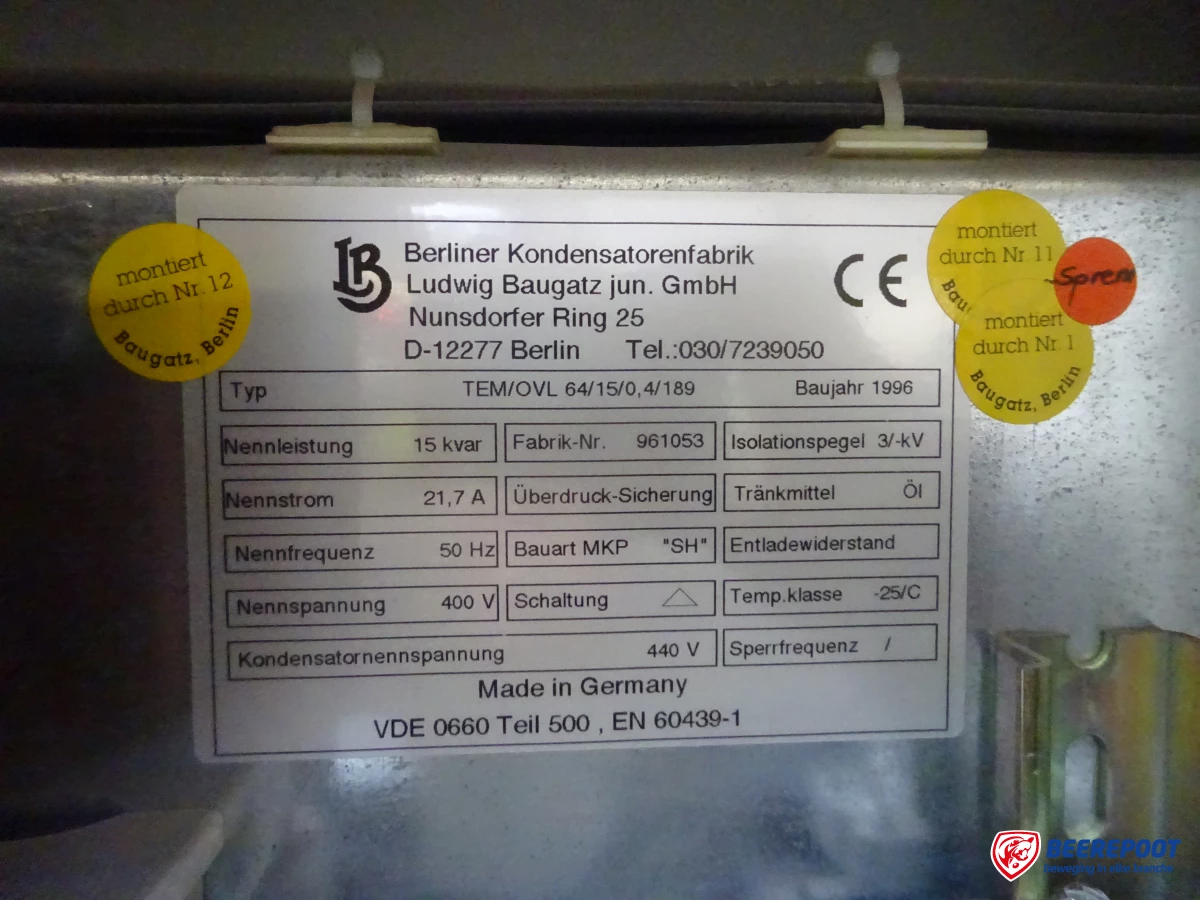 LB
Berliner Kondensatorenfabrik
Ludwig Baugatz jun. GmbH
Nunsdorfer Ring 25
D-12277 Berlin Tel.:030/7239050
CE
montiert
durch Nr. 12
Baugatz, Berlin
montiert
durch Nr 11
Bau
montiert
durch Nr. 1
Baugatz, Berlin
Typ TEM/OVL 64/15/0,4/189 Baujahr 1996
Nennleistung 15 kvar Fabrik-Nr. 961053 Isolationspegel 3/-kV
Nennstrom 21,7 A Überdruck-Sicherung Tränkmittel Öl
Nennfrequenz 50 Hz Bauart MKP "SH" Entladewiderstand
Nennspannung 400 V Schaltung △ Temp.klasse -25/C
Kondensatornennspannung 440 V Sperrfrequenz /
Made in Germany
VDE 0660 Teil 500 , EN 60439-1
BEEREPOOT